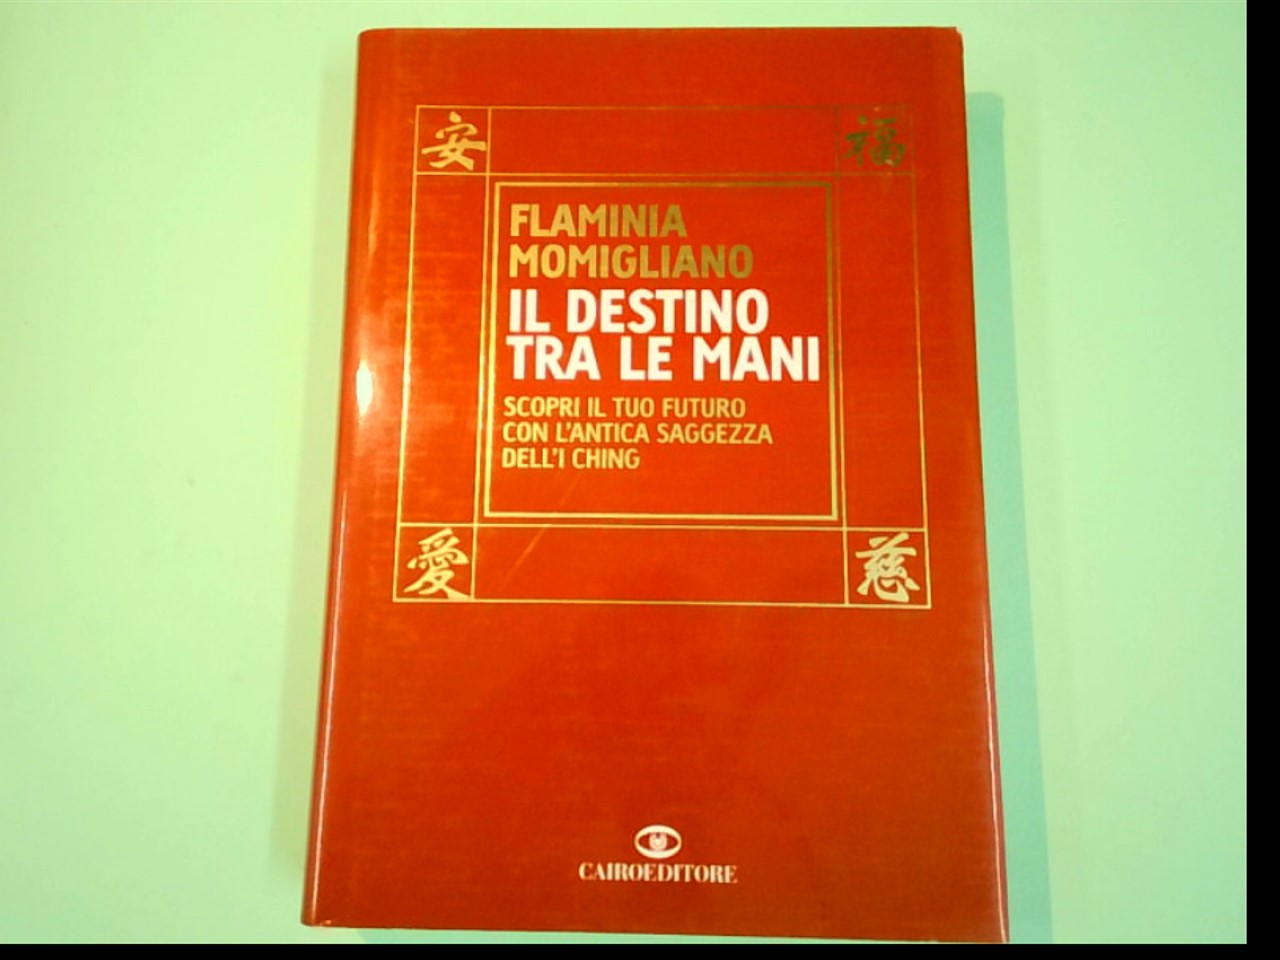 安 福
FLAMINIA
MOMIGLIANO
IL DESTINO
TRA LE MANI
SCOPRI IL TUO FUTURO
CON L'ANTICA SAGGEZZA
DELL'I CHING
愛 慈
CAIROEDITORE